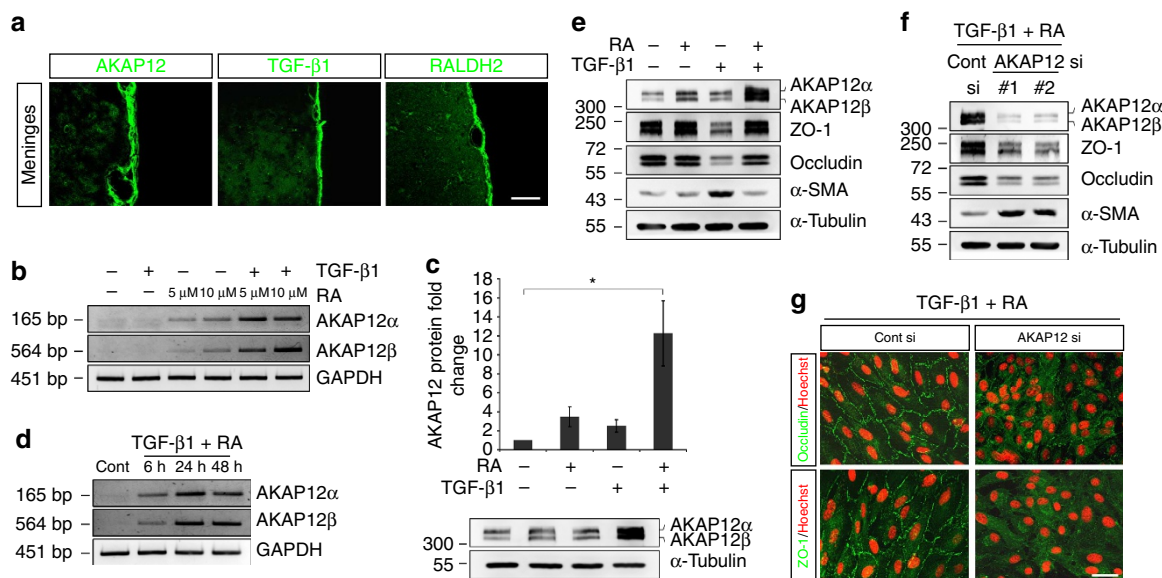 a
AKAP12
TGF-β1
RALDH2
Meninges
b
– + – – + + TGF-β1
– – 5 μM 10 μM 5 μM 10 μM RA
165 bp – AKAP12α
564 bp – AKAP12β
451 bp – GAPDH
c
AKAP12 protein fold change
18
16
14
12
10
8
6
4
2
0
*
RA – + – +
TGF-β1 – – + +
300 –
AKAP12α
AKAP12β
55 – α-Tubulin
d
TGF-β1 + RA
Cont 6 h 24 h 48 h
165 bp – AKAP12α
564 bp – AKAP12β
451 bp – GAPDH
e
RA – + – +
TGF-β1 – – + +
AKAP12α
300 – AKAP12β
250 – ZO-1
72 – Occludin
55 –
α-SMA
43 –
55 – α-Tubulin
f
TGF-β1 + RA
Cont AKAP12 si
si #1 #2
AKAP12α
300 – AKAP12β
250 – ZO-1
72 –
Occludin
55 –
43 – α-SMA
55 – α-Tubulin
g
TGF-β1 + RA
Cont si
AKAP12 si
Occludin/Hoechst
ZO-1/Hoechst